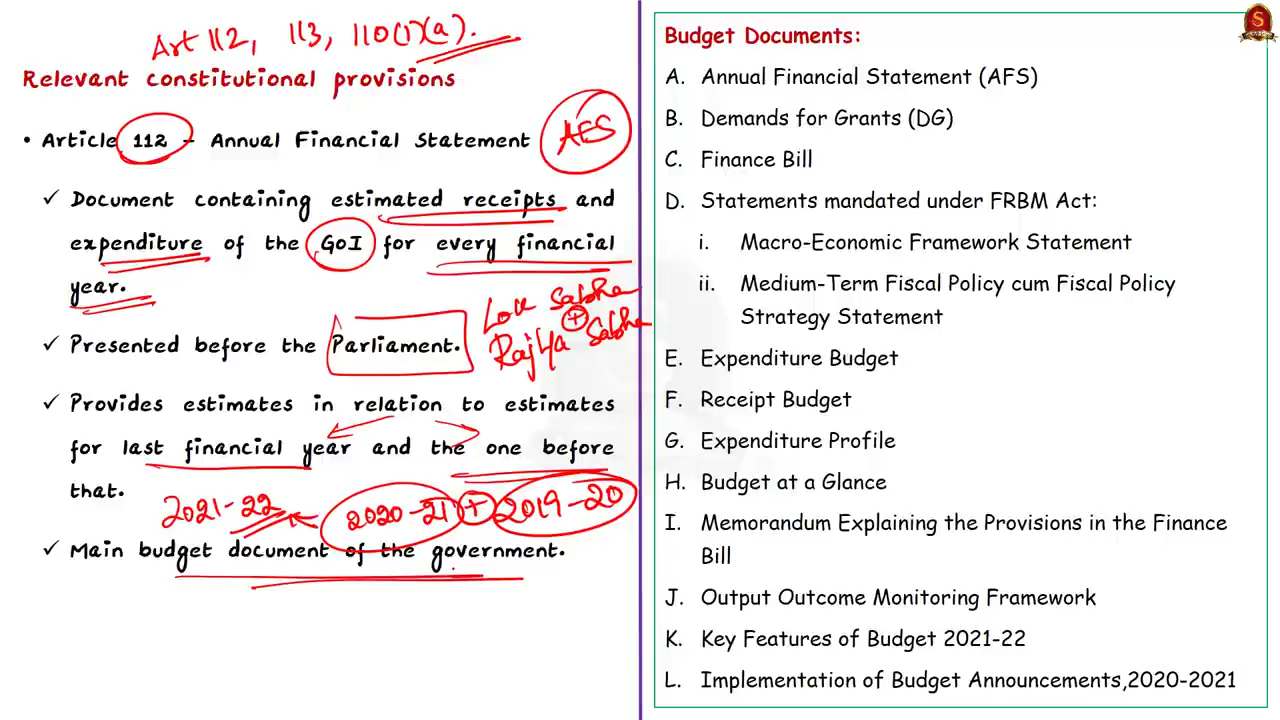 Art 112, 113, 110(1)(a).
Relevant constitutional provisions
• Article 112 - Annual Financial Statement AFS
✓ Document containing estimated receipts and
expenditure of the GoI for every financial
year.
Lok Sabha
+
Rajya Sabha
✓ Presented before the Parliament.
✓ Provides estimates in relation to estimates
for last financial year and the one before
that.
2021-22 2020-21 + 2019-20
✓ Main budget document of the government.
Budget Documents:
A. Annual Financial Statement (AFS)
B. Demands for Grants (DG)
C. Finance Bill
D. Statements mandated under FRBM Act:
i. Macro-Economic Framework Statement
ii. Medium-Term Fiscal Policy cum Fiscal Policy
Strategy Statement
E. Expenditure Budget
F. Receipt Budget
G. Expenditure Profile
H. Budget at a Glance
I. Memorandum Explaining the Provisions in the Finance
Bill
J. Output Outcome Monitoring Framework
K. Key Features of Budget 2021-22
L. Implementation of Budget Announcements,2020-2021